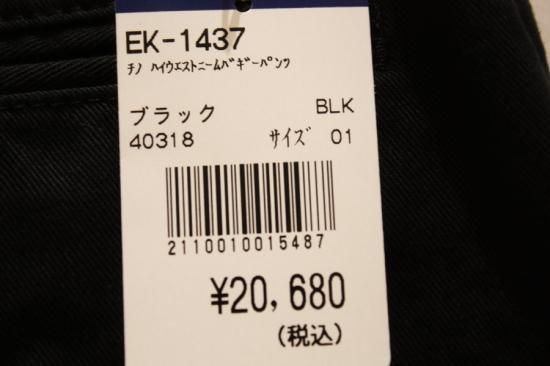 EK-1437
ﾁﾉ ﾊｲｳｴｽﾄﾆｰﾑﾊﾞｷﾞｰﾊﾟﾝﾂ
ブラック BLK
40318 ｻｲｽﾞ 01
2110010015487
¥20,680
(税込)